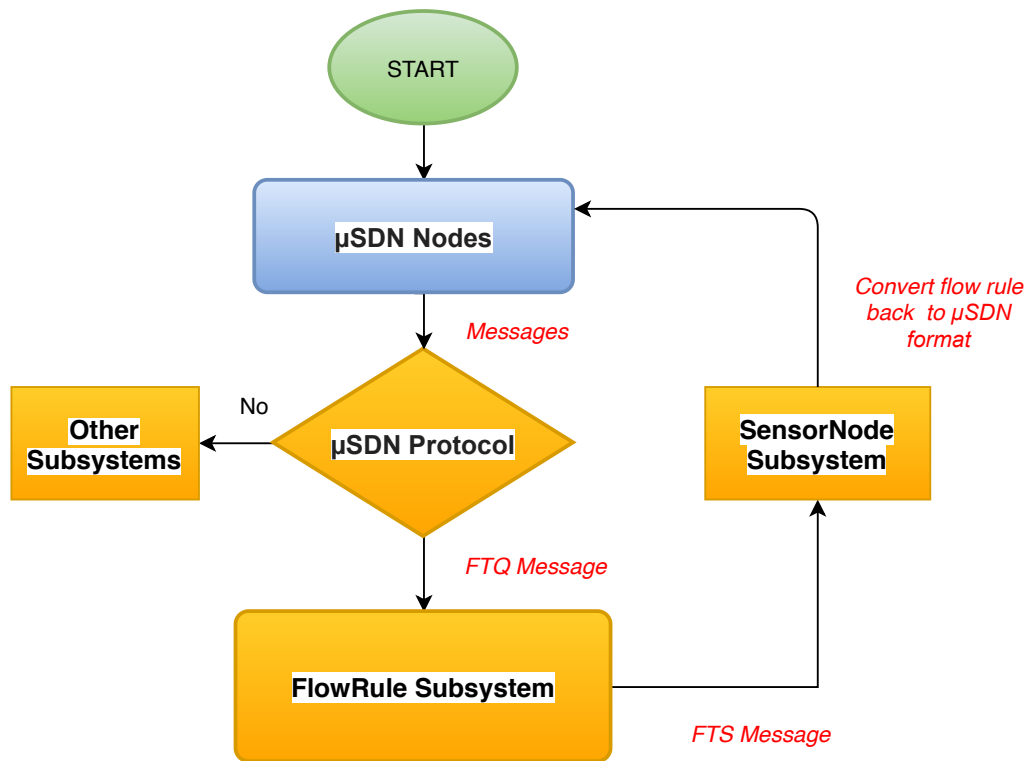 START
µSDN Nodes
Messages
Convert flow rule
back to µSDN
format
No
Other
Subsystems
µSDN Protocol
SensorNode
Subsystem
FTQ Message
FlowRule Subsystem
FTS Message